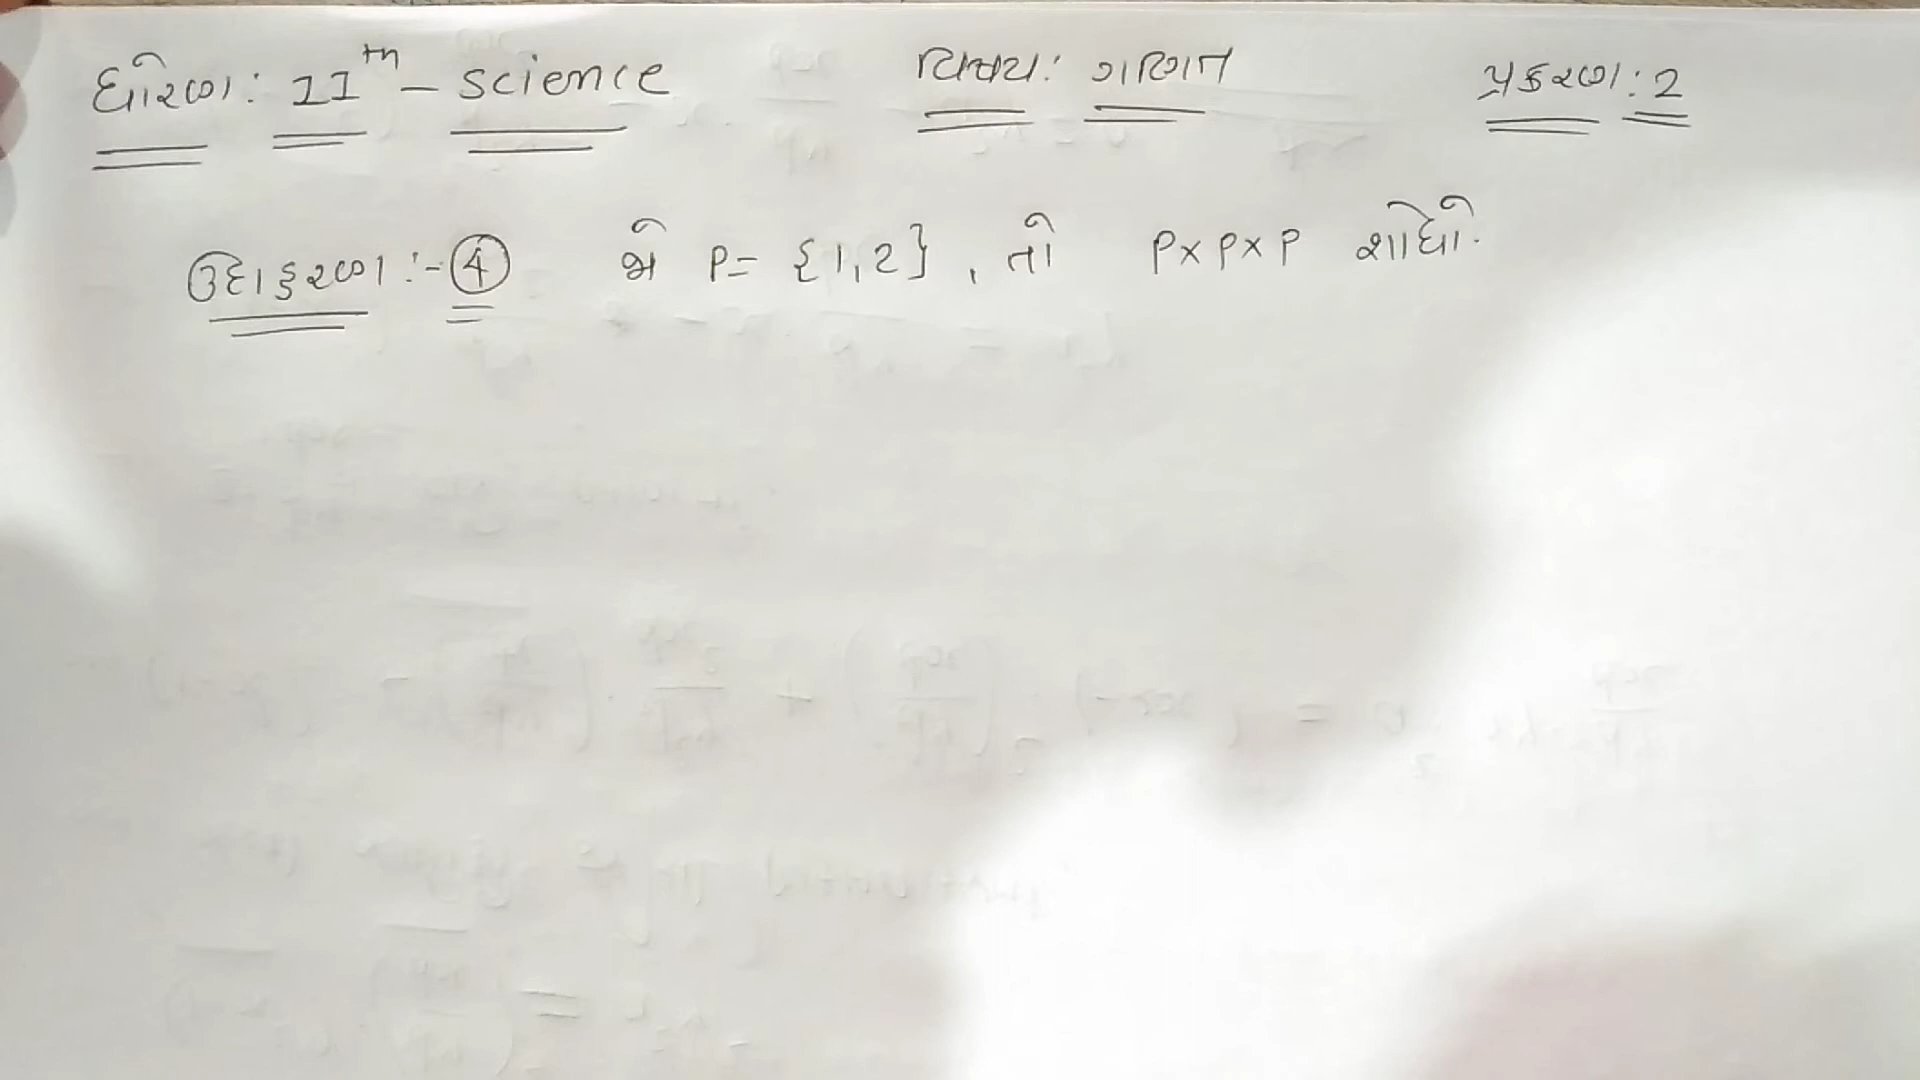 ધોરણ: 11th - science વિષય: ગણિત પ્રકરણ: 2
ઉદાહરણ :- 4 જો P = {1, 2}, તો P × P × P શોધો.